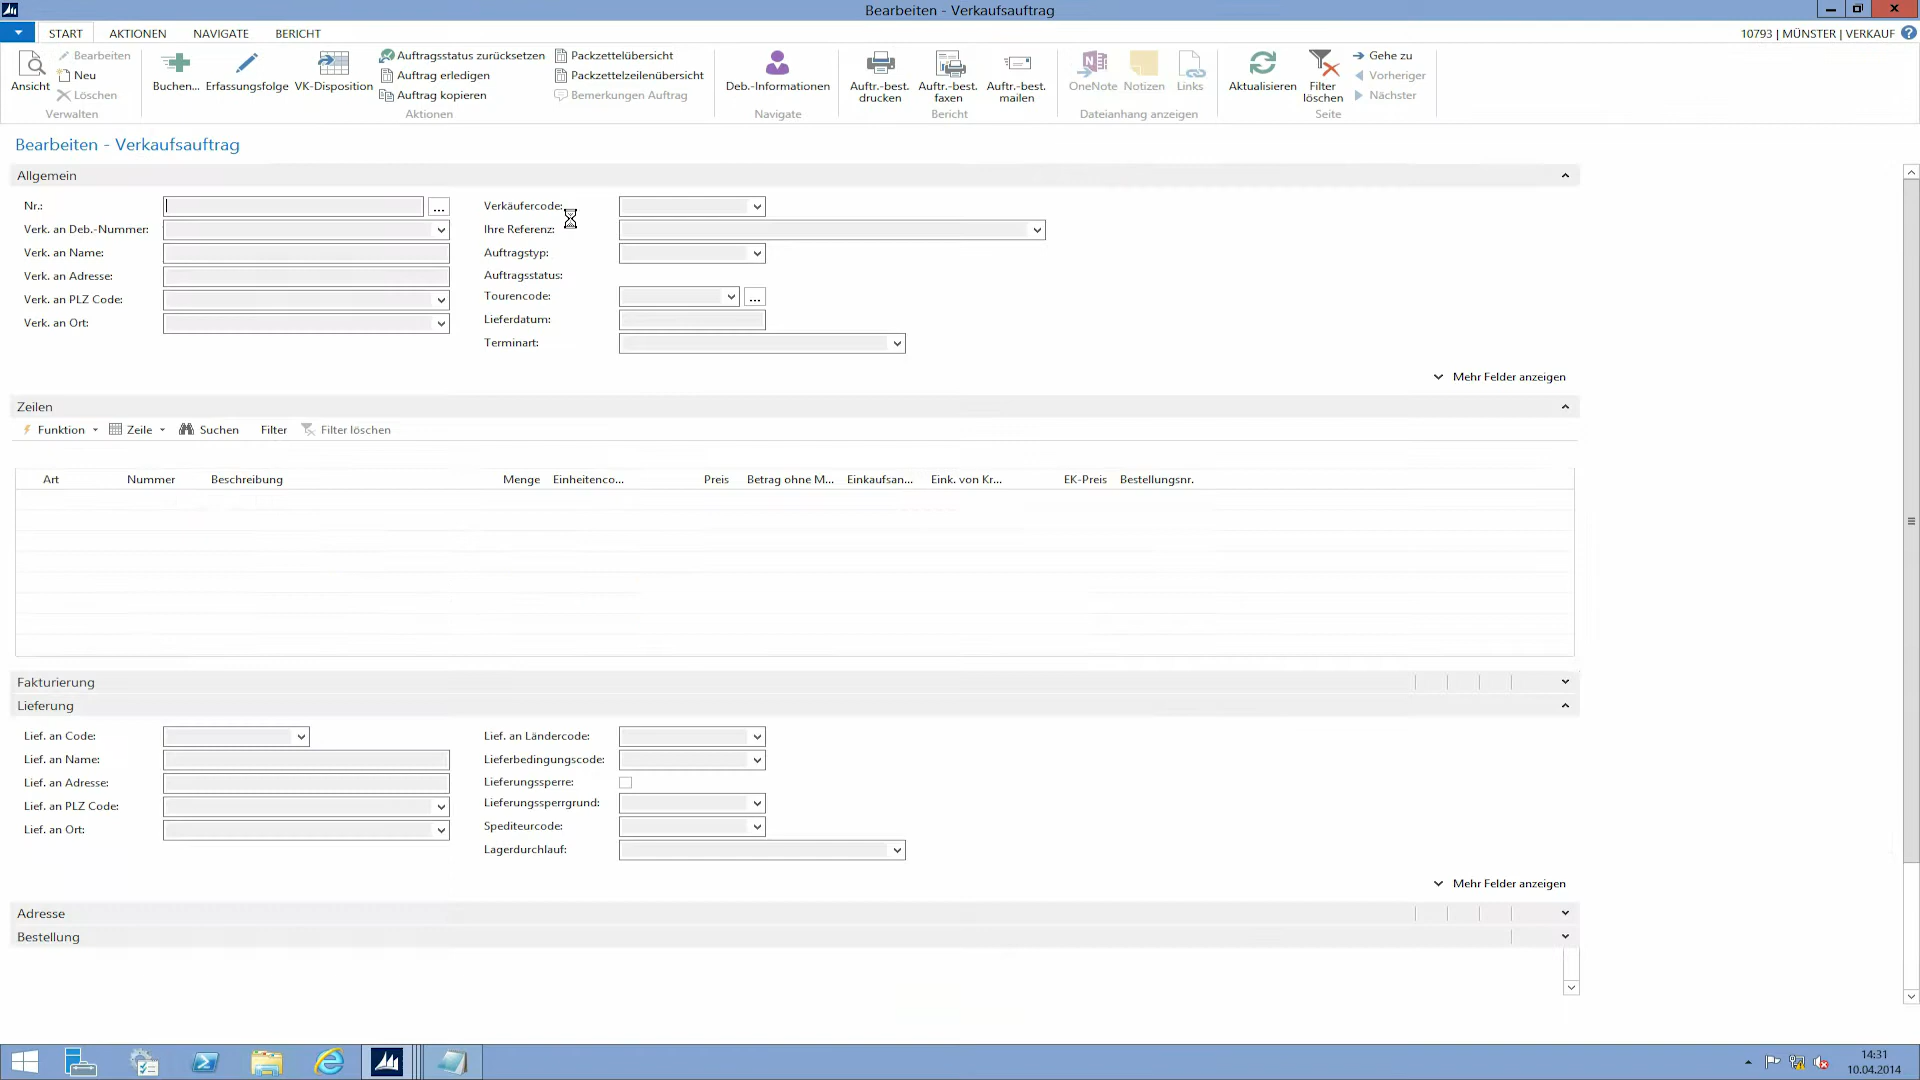 Bearbeiten - Verkaufsauftrag
START AKTIONEN NAVIGATE BERICHT 10793 | MÜNSTER | VERKAUF
Ansicht
Bearbeiten
Neu
Löschen
Verwalten
Buchen... Erfassungsfolge VK-Disposition
Auftragsstatus zurücksetzen
Auftrag erledigen
Auftrag kopieren
Packzettelübersicht
Packzettelzeilenübersicht
Bemerkungen Auftrag
Aktionen
Deb.-Informationen
Navigate
Auftr.-best. drucken
Auftr.-best. faxen
Auftr.-best. mailen
Bericht
OneNote Notizen Links
Dateianhang anzeigen
Aktualisieren
Filter löschen
Gehe zu
Vorheriger
Nächster
Seite
Bearbeiten - Verkaufsauftrag
Allgemein
Nr.: ...
Verk. an Deb.-Nummer:
Verk. an Name:
Verk. an Adresse:
Verk. an PLZ Code:
Verk. an Ort:
Verkäufercode:
Ihre Referenz:
Auftragstyp:
Auftragsstatus:
Tourencode: ...
Lieferdatum:
Terminart:
Mehr Felder anzeigen
Zeilen
Funktion Zeile Suchen Filter Filter löschen
Art Nummer Beschreibung Menge Einheitenco... Preis Betrag ohne M... Einkaufsan... Eink. von Kr... EK-Preis Bestellungsnr.
Fakturierung
Lieferung
Lief. an Code:
Lief. an Name:
Lief. an Adresse:
Lief. an PLZ Code:
Lief. an Ort:
Lief. an Ländercode:
Lieferbedingungscode:
Lieferungssperre:
Lieferungssperrgrund:
Spediteurcode:
Lagerdurchlauf:
Mehr Felder anzeigen
Adresse
Bestellung
14:31
10.04.2014